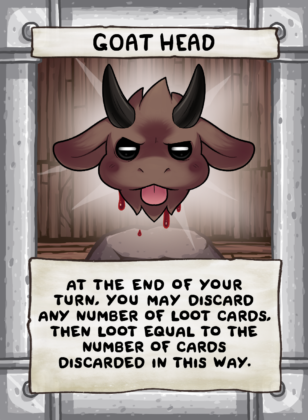 GOAT HEAD
AT THE END OF YOUR
TURN, YOU MAY DISCARD
ANY NUMBER OF LOOT CARDS.
THEN LOOT EQUAL TO THE
NUMBER OF CARDS
DISCARDED IN THIS WAY.